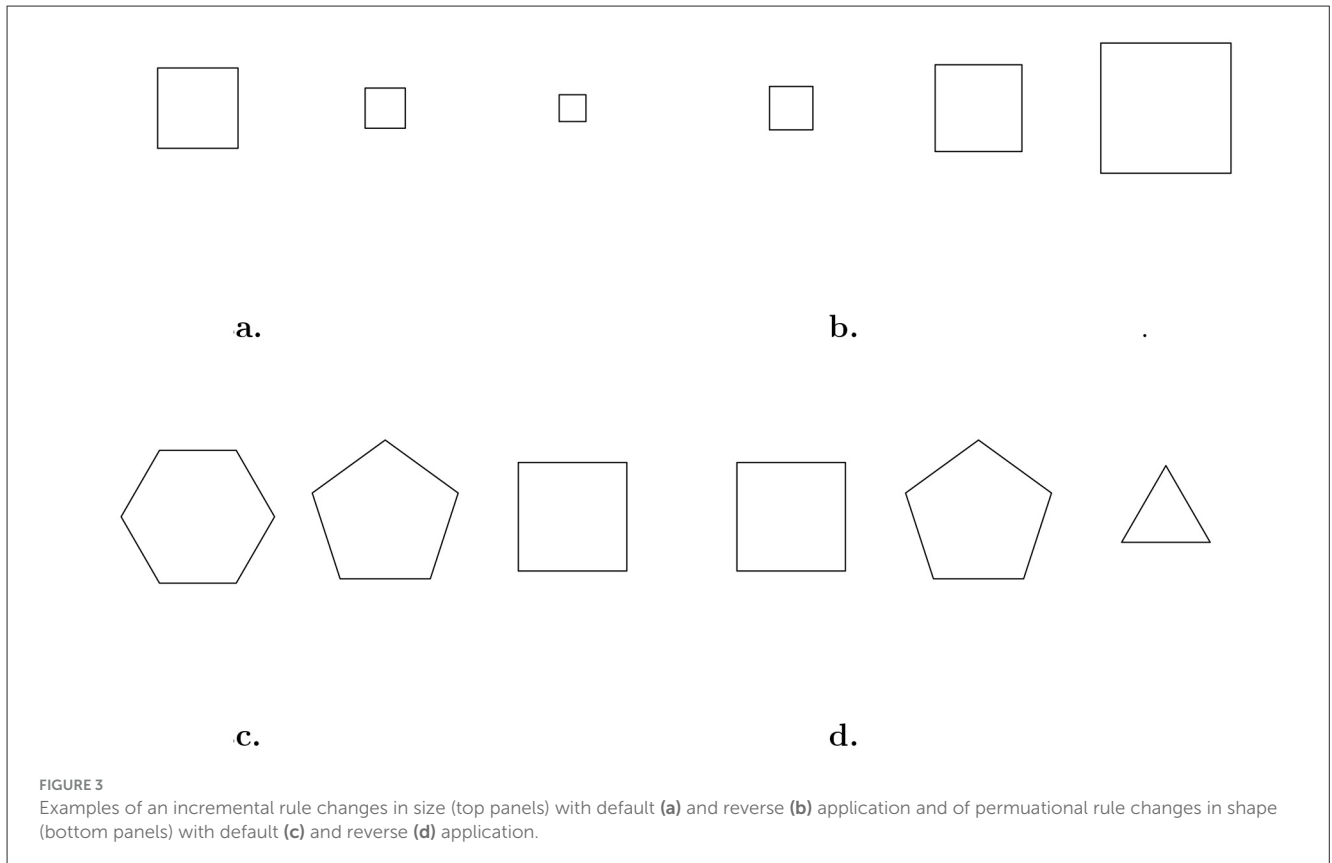 a.
b.
c.
d.
FIGURE 3
Examples of an incremental rule changes in size (top panels) with default (a) and reverse (b) application and of permuational rule changes in shape
(bottom panels) with default (c) and reverse (d) application.